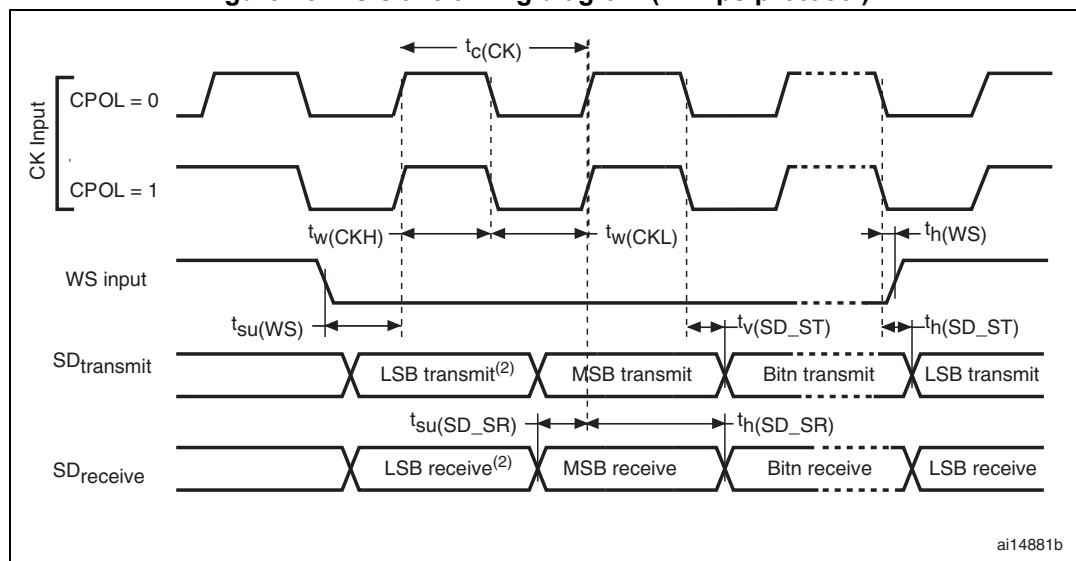 tc(CK)
CK Input
CPOL = 0
CPOL = 1
tw(CKH)
tw(CKL)
th(WS)
WS input
tsu(WS)
tv(SD_ST)
th(SD_ST)
SDtransmit
LSB transmit(2)
MSB transmit
Bitn transmit
LSB transmit
tsu(SD_SR)
th(SD_SR)
SDreceive
LSB receive(2)
MSB receive
Bitn receive
LSB receive
ai14881b